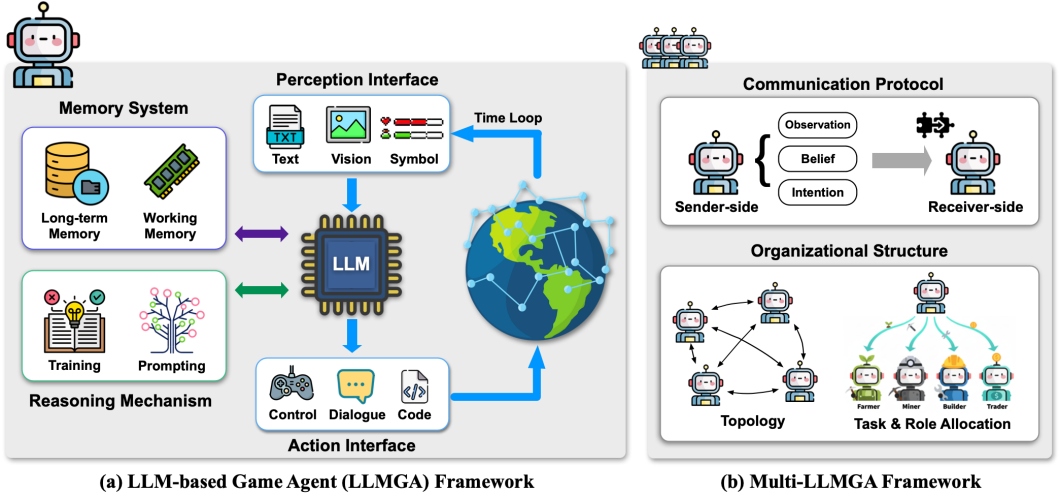 Perception Interface
Memory System
TXT
Text
Vision
Symbol
Time Loop
Long-term
Memory
Working
Memory
LLM
Training
Prompting
Reasoning Mechanism
Control
Dialogue
Code
Action Interface
(a) LLM-based Game Agent (LLMGA) Framework
Communication Protocol
Observation
Belief
Intention
Sender-side
Receiver-side
Organizational Structure
Topology
Farmer
Miner
Builder
Trader
Task & Role Allocation
(b) Multi-LLMGA Framework